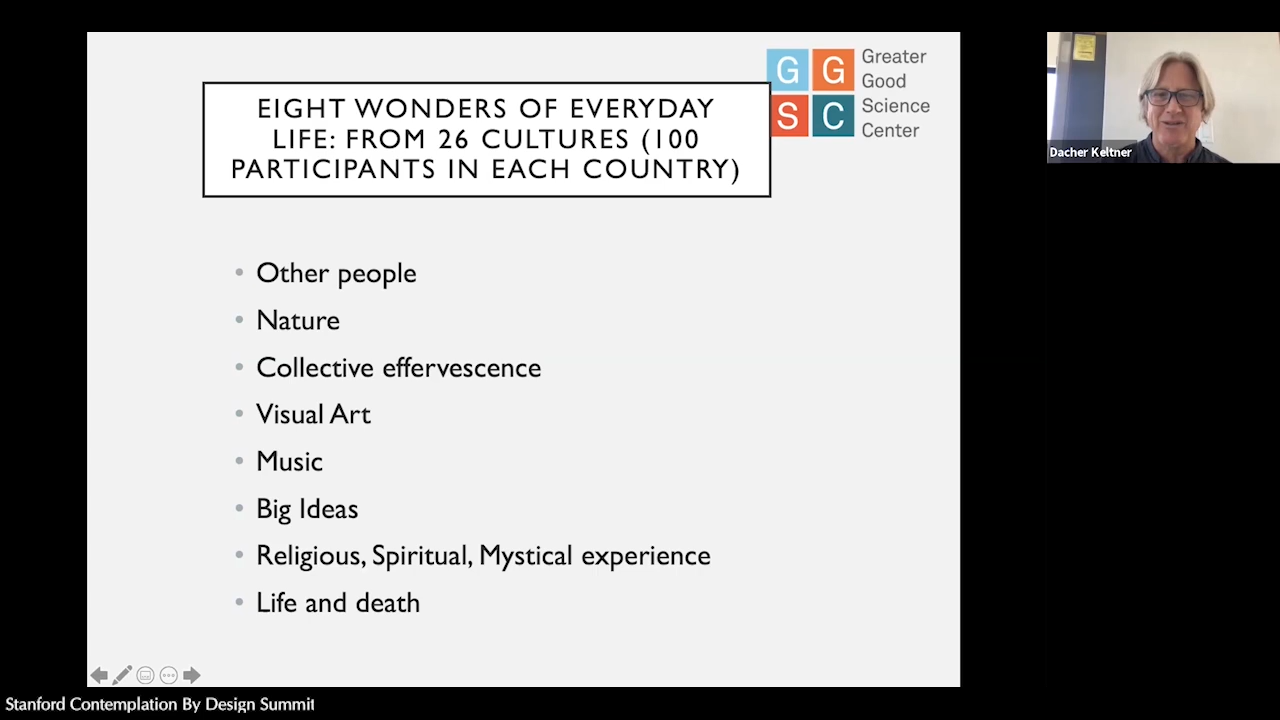 EIGHT WONDERS OF EVERYDAY
LIFE: FROM 26 CULTURES (100
PARTICIPANTS IN EACH COUNTRY)
G G
S C
Greater
Good
Science
Center
Dacher Keltner
• Other people
• Nature
• Collective effervescence
• Visual Art
• Music
• Big Ideas
• Religious, Spiritual, Mystical experience
• Life and death
Stanford Contemplation By Design Summit